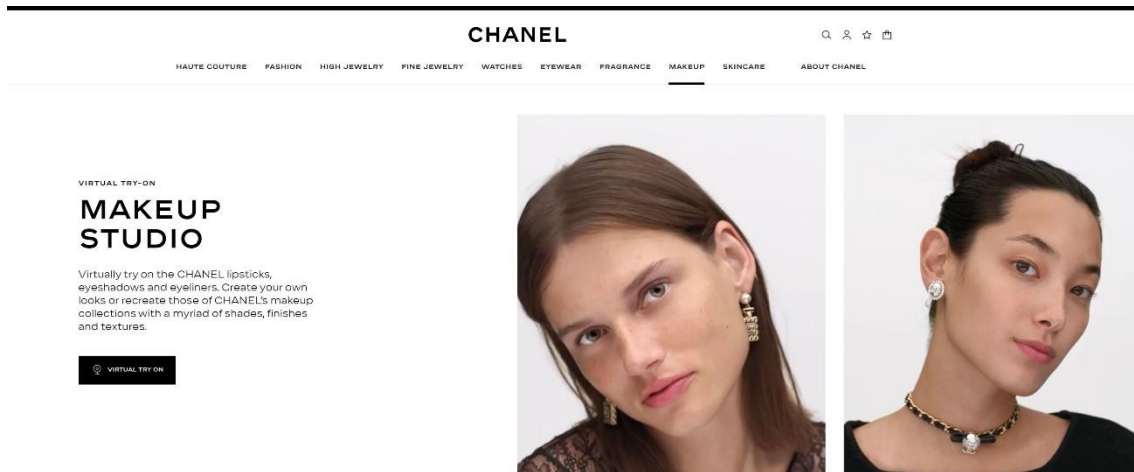 CHANEL
HAUTE COUTURE FASHION HIGH JEWELRY FINE JEWELRY WATCHES EYEWEAR FRAGRANCE MAKEUP SKINCARE ABOUT CHANEL
VIRTUAL TRY-ON
MAKEUP
STUDIO
Virtually try on the CHANEL lipsticks,
eyeshadows and eyeliners. Create your own
looks or recreate those of CHANEL's makeup
collections with a myriad of shades, finishes
and textures.
VIRTUAL TRY ON